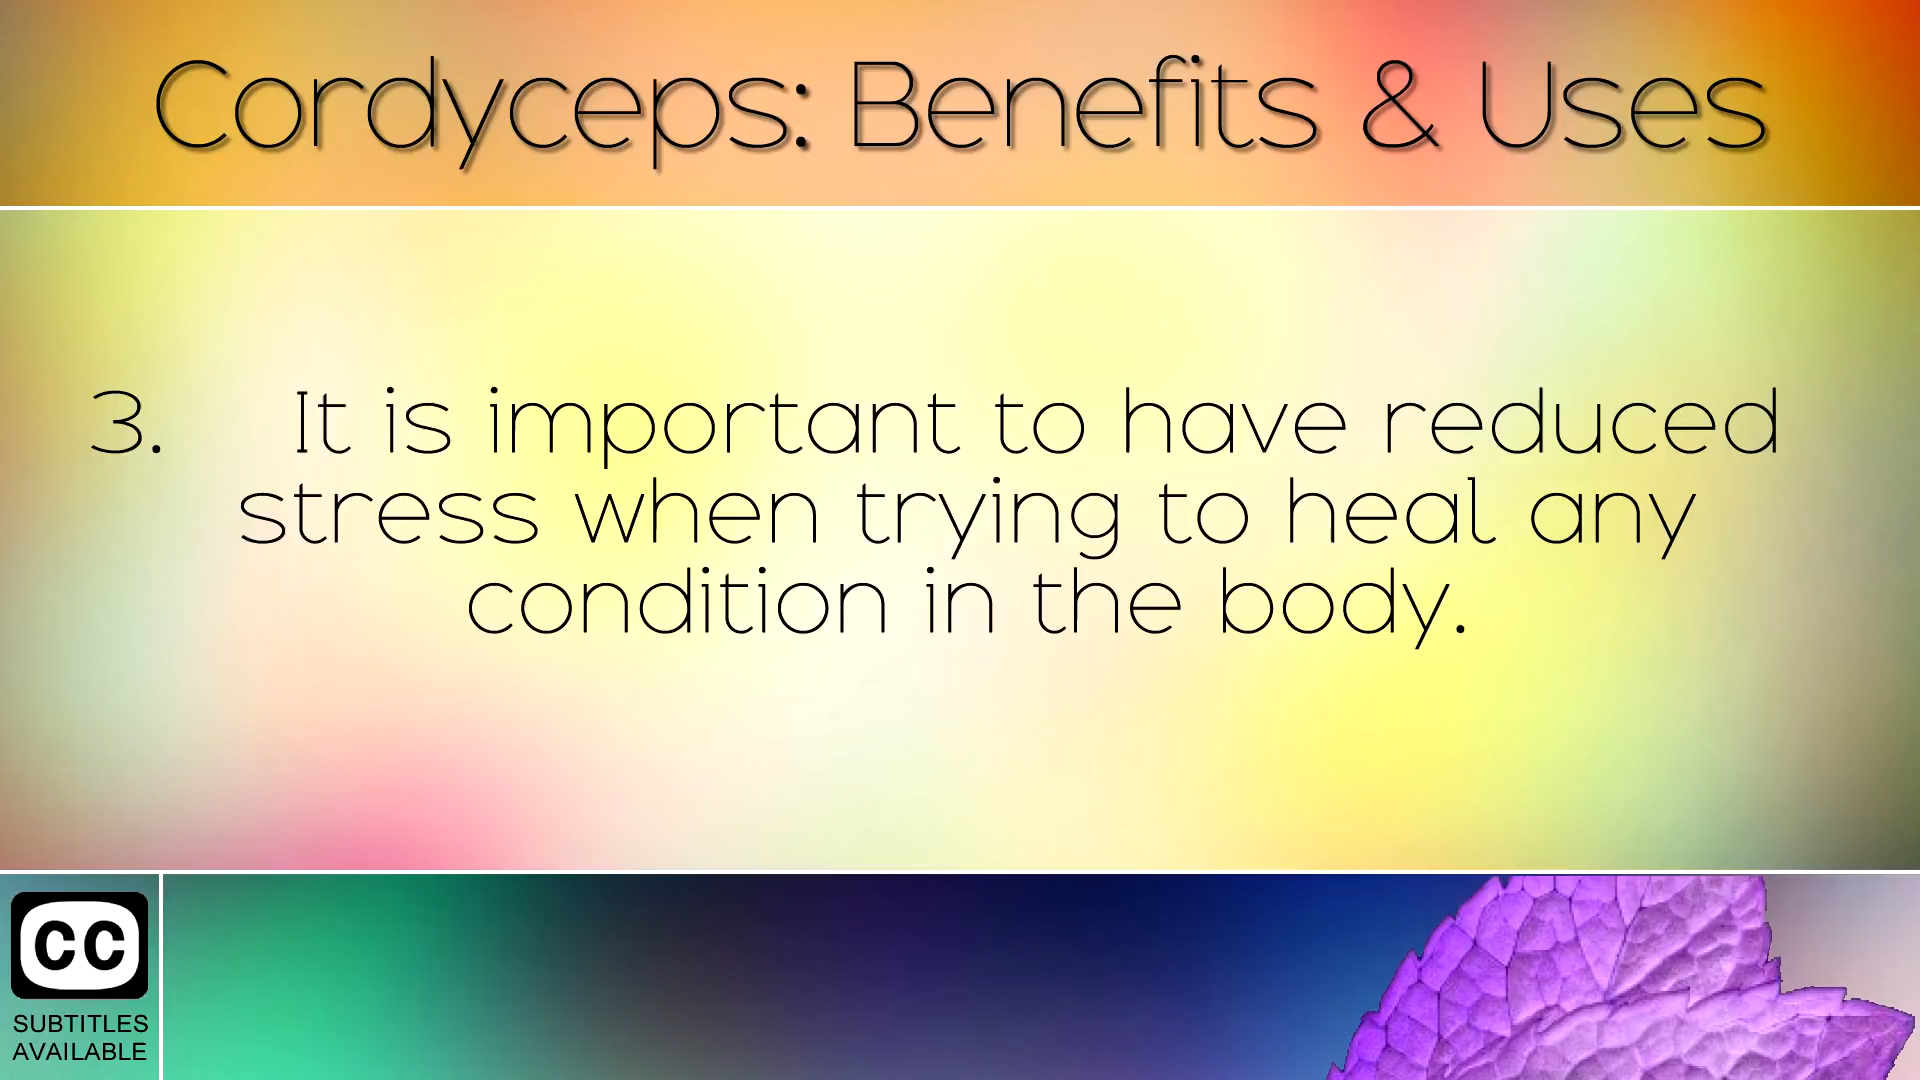 Cordyceps: Benefits & Uses
3. It is important to have reduced
stress when trying to heal any
condition in the body.
CC
SUBTITLES
AVAILABLE